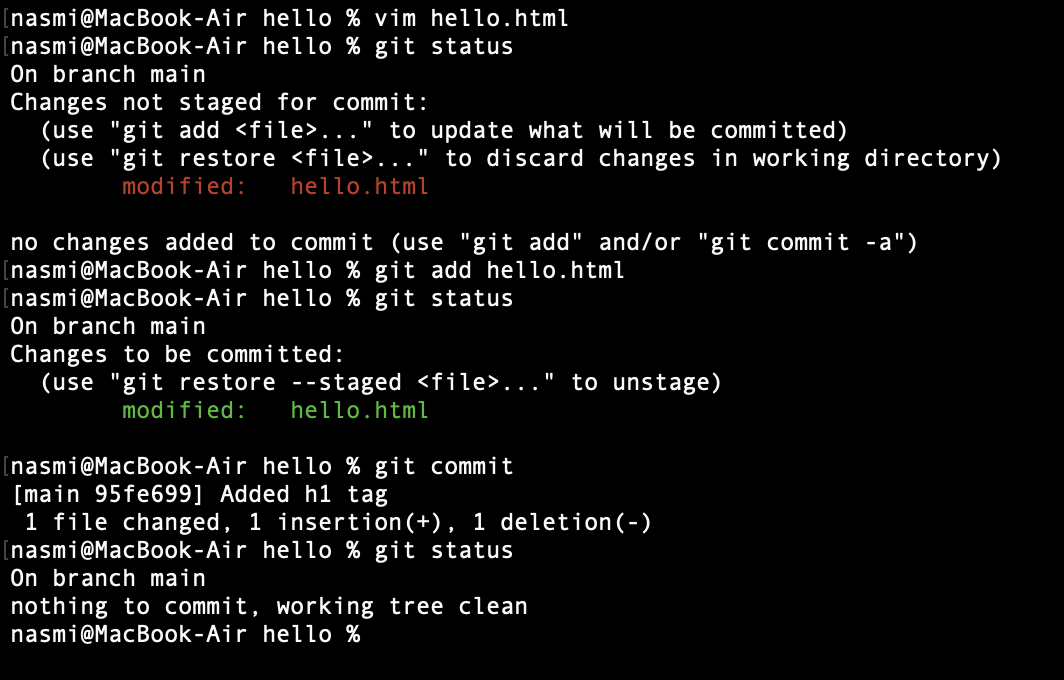 [nasmi@MacBook-Air hello % vim hello.html
[nasmi@MacBook-Air hello % git status
On branch main
Changes not staged for commit:
  (use "git add <file>..." to update what will be committed)
  (use "git restore <file>..." to discard changes in working directory)
        modified:   hello.html

no changes added to commit (use "git add" and/or "git commit -a")
[nasmi@MacBook-Air hello % git add hello.html
[nasmi@MacBook-Air hello % git status
On branch main
Changes to be committed:
  (use "git restore --staged <file>..." to unstage)
        modified:   hello.html

[nasmi@MacBook-Air hello % git commit
[main 95fe699] Added h1 tag
 1 file changed, 1 insertion(+), 1 deletion(-)
[nasmi@MacBook-Air hello % git status
On branch main
nothing to commit, working tree clean
nasmi@MacBook-Air hello %